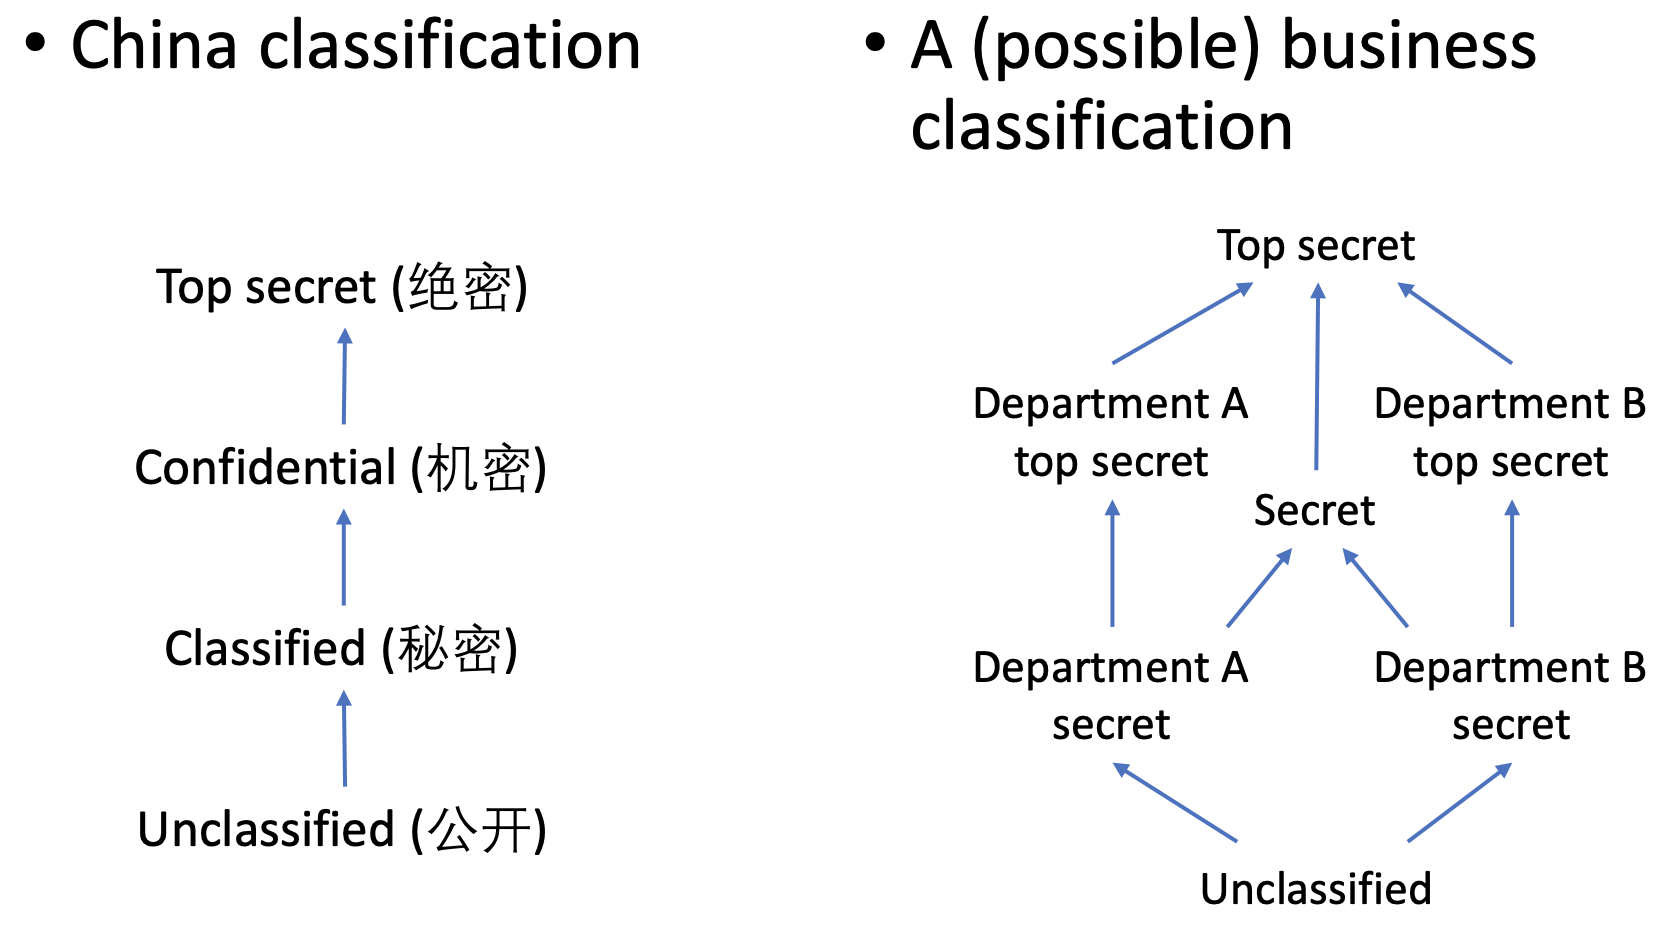 • China classification
Top secret (绝密)
Confidential (机密)
Classified (秘密)
Unclassified (公开)
• A (possible) business
classification
Top secret
Department A
top secret
Department B
top secret
Secret
Department A
secret
Department B
secret
Unclassified